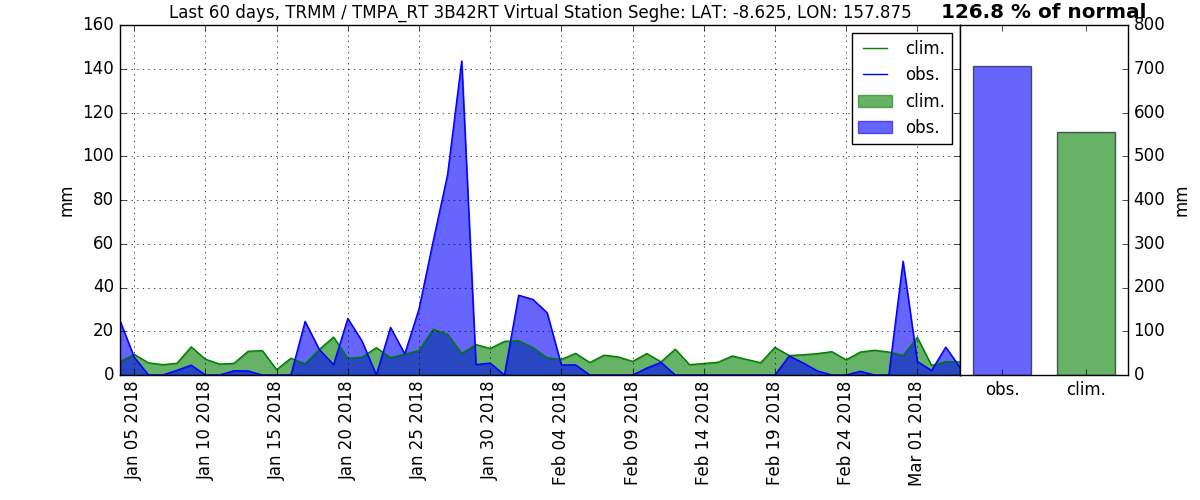 Last 60 days, TRMM / TMPA_RT 3B42RT Virtual Station Seghe: LAT: -8.625, LON: 157.875
126.8 % of normal
160
140
120
100
80
60
40
20
0
mm
clim.
obs.
clim.
obs.
Jan 05 2018
Jan 10 2018
Jan 15 2018
Jan 20 2018
Jan 25 2018
Jan 30 2018
Feb 04 2018
Feb 09 2018
Feb 14 2018
Feb 19 2018
Feb 24 2018
Mar 01 2018
800
700
600
500
400
300
200
100
0
mm
obs.
clim.